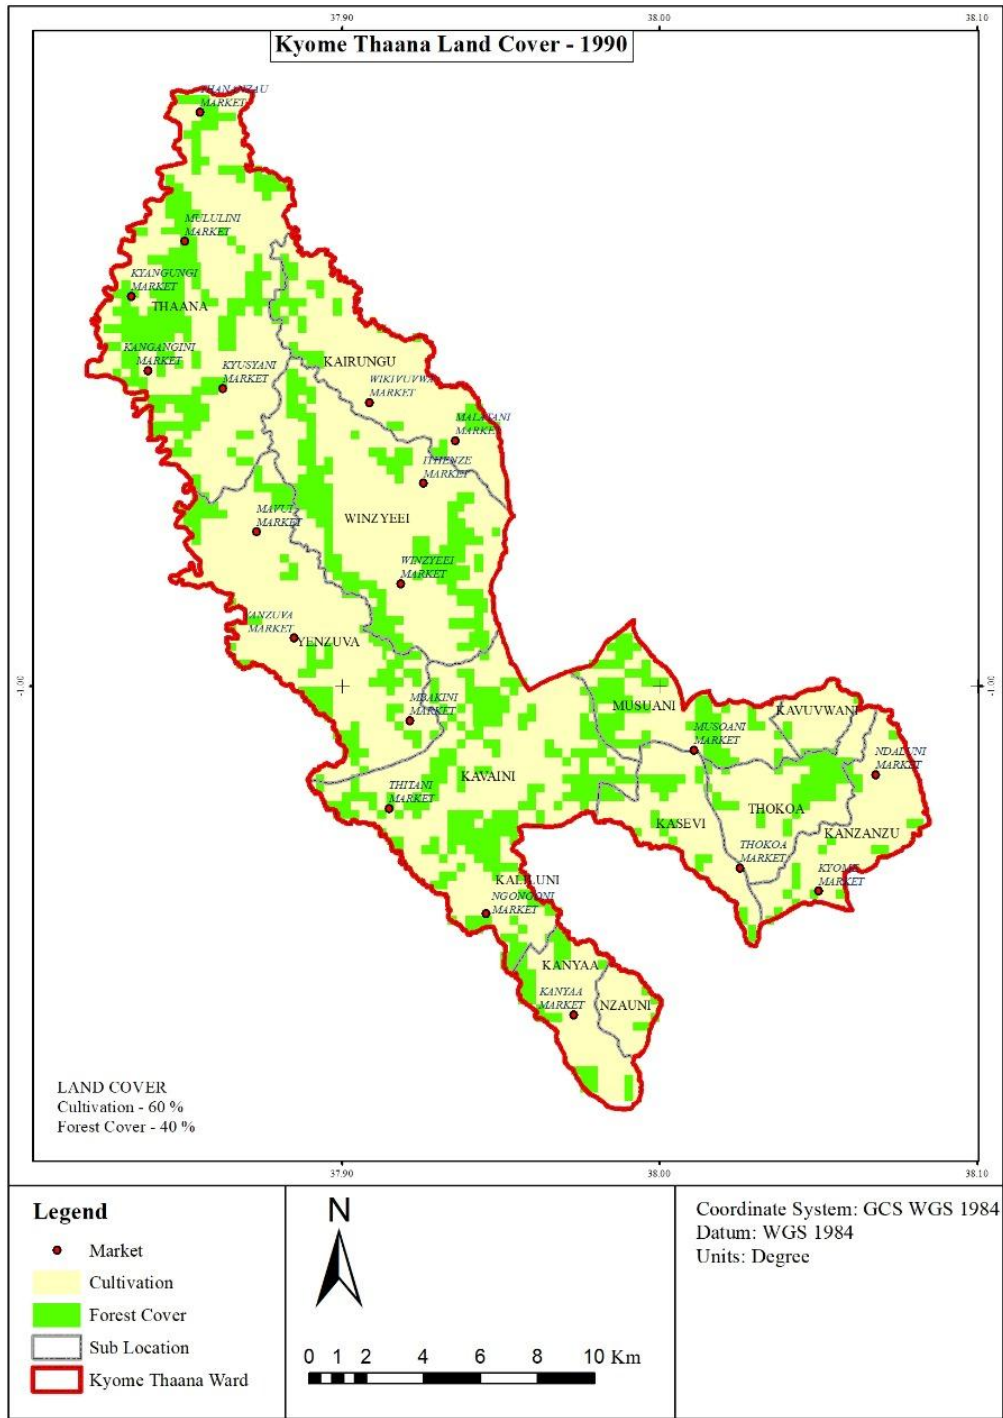 37.90
38.00
38.10
Kyome Thaana Land Cover - 1990
THANANZAU
MARKET
MULULINI
MARKET
KYANGUNGI
MARKET
THAANA
KANGANGINI
MARKET
KYUSYANI
MARKET
KAIRUNGU
WIKIVUVWA
MARKET
MALATANI
MARKET
ITHENZE
MARKET
MAVUT
MARKET
WINZYEEI
WINZYEEI
MARKET
YANZUVA
MARKET
YENZUVA
-1.00
-1.00
MBAKINI
MARKET
MUSUANI
KAVUVWANI
MUSOANI
MARKET
NDALUNI
MARKET
KAVAINI
THITANI
MARKET
THOKOA
KASEVI
KANZANZU
THOKOA
MARKET
KYOME
MARKET
KALULUNI
NGONGONI
MARKET
KANYAA
KANYAA
MARKET
NZAUNI
LAND COVER
Cultivation - 60 %
Forest Cover - 40 %
37.90
38.00
38.10
Legend
Market
Cultivation
Forest Cover
Sub Location
Kyome Thaana Ward
N
0 1 2 4 6 8 10 Km
Coordinate System: GCS WGS 1984
Datum: WGS 1984
Units: Degree